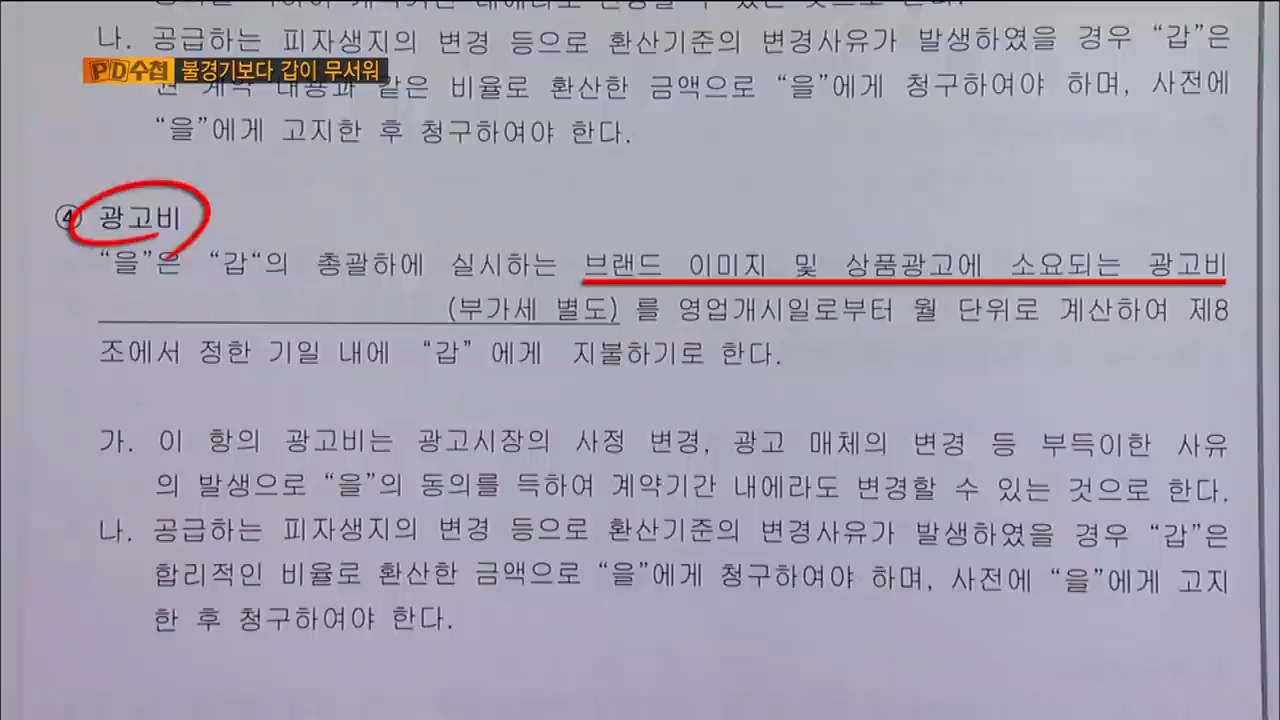 나. 공급하는 피자생지의 변경 등으로 환산기준의 변경사유가 발생하였을 경우 “갑”은
PD수첩 불경기보다 갑이 무서워
계약 내용과 같은 비율로 환산한 금액으로 “을”에게 청구하여야 하며, 사전에
“을”에게 고지한 후 청구하여야 한다.
④ 광고비
“을”은 “갑“의 총괄하에 실시하는 브랜드 이미지 및 상품광고에 소요되는 광고비
(부가세 별도) 를 영업개시일로부터 월 단위로 계산하여 제8
조에서 정한 기일 내에 “갑” 에게 지불하기로 한다.
가. 이 항의 광고비는 광고시장의 사정 변경, 광고 매체의 변경 등 부득이한 사유
의 발생으로 “을”의 동의를 득하여 계약기간 내에라도 변경할 수 있는 것으로 한다.
나. 공급하는 피자생지의 변경 등으로 환산기준의 변경사유가 발생하였을 경우 “갑”은
합리적인 비율로 환산한 금액으로 “을”에게 청구하여야 하며, 사전에 “을”에게 고지
한 후 청구하여야 한다.